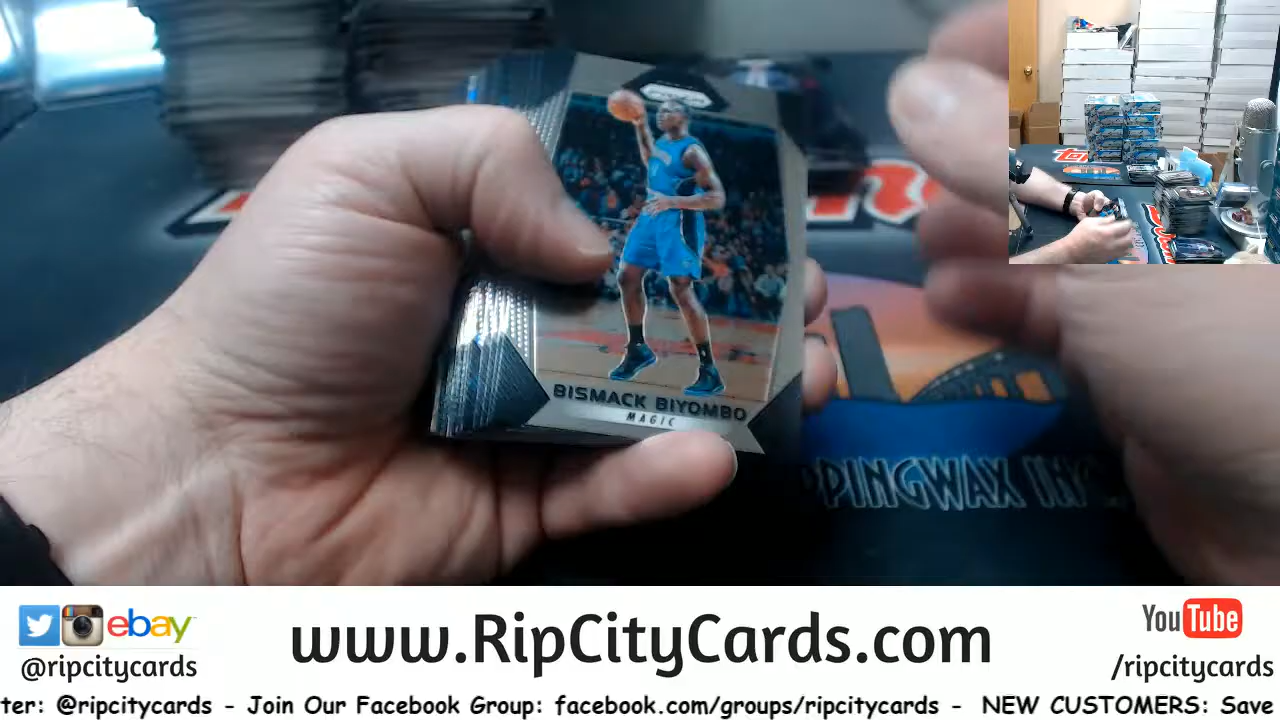 BISMACK BIYOMBO
MAGIC
ebay
@ripcitycards
www.RipCityCards.com
YouTube
/ripcitycards
ter: @ripcitycards - Join Our Facebook Group: facebook.com/groups/ripcitycards - NEW CUSTOMERS: Save